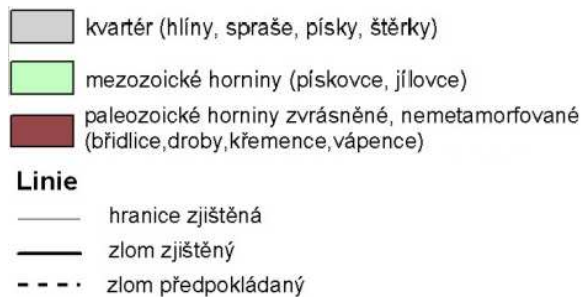 kvartér (hlíny, spraše, písky, štěrky)
mezozoické horniny (pískovce, jílovce)
paleozoické horniny zvrásněné, nemetamorfované
(břidlice,droby,křemence,vápence)
Linie
hranice zjištěná
zlom zjištěný
zlom předpokládaný